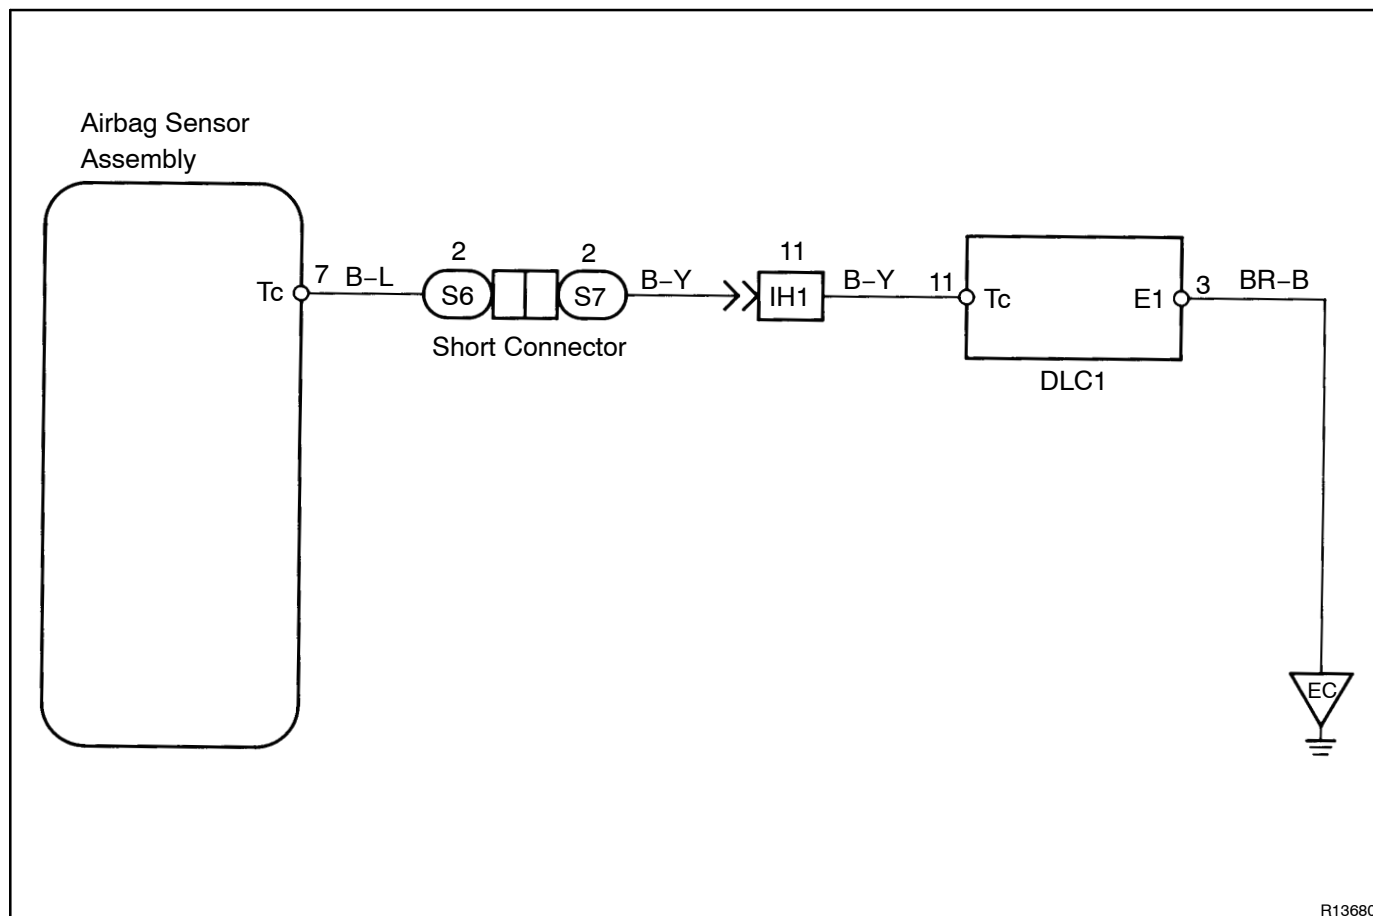 Airbag Sensor
Assembly
Tc
7
B–L
2
S6
2
S7
Short Connector
B–Y
11
IH1
B–Y
11
Tc
E1
3
BR–B
DLC1
EC
R13680